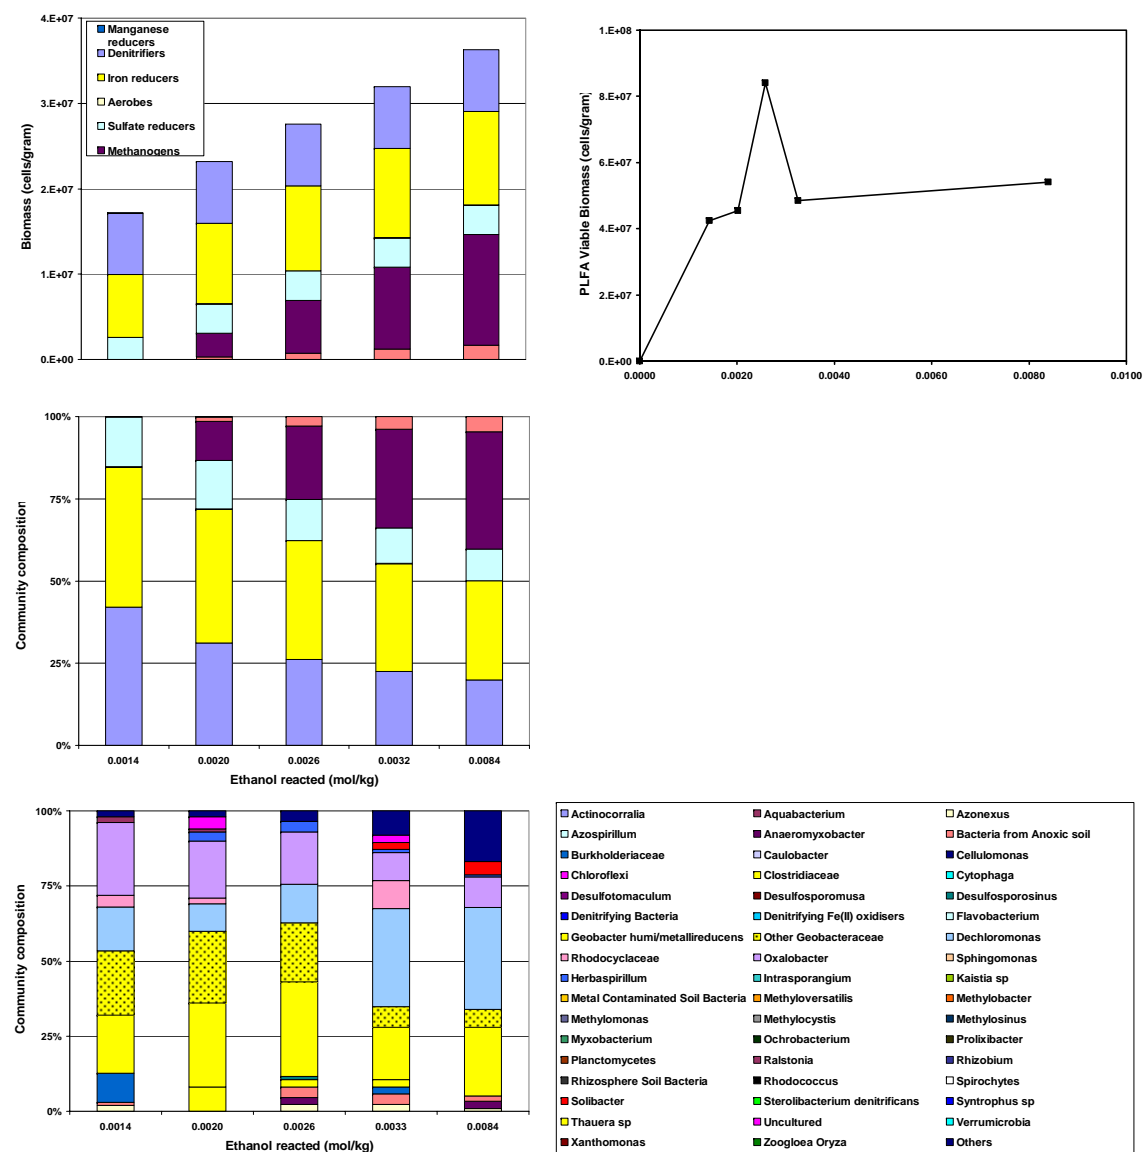 4.E+07
3.E+07
2.E+07
1.E+07
0.E+00
Biomass (cells/gram)
Manganese
reducers
Denitrifiers
Iron reducers
Aerobes
Sulfate reducers
Methanogens
1.E+08
8.E+07
6.E+07
4.E+07
2.E+07
0.E+00
PLFA Viable Biomass (cells/gram)
0.0000 0.0020 0.0040 0.0060 0.0080 0.0100
100%
75%
50%
25%
0%
Community composition
0.0014 0.0020 0.0026 0.0032 0.0084
Ethanol reacted (mol/kg)
100%
75%
50%
25%
0%
Community composition
0.0014 0.0020 0.0026 0.0033 0.0084
Ethanol reacted (mol/kg)
Actinocorralia Aquabacterium Azonexus
Azospirillum Anaeromyxobacter Bacteria from Anoxic soil
Burkholderiaceae Caulobacter Cellulomonas
Chloroflexi Clostridiaceae Cytophaga
Desulfotomaculum Desulfosporomusa Desulfosporosinus
Denitrifying Bacteria Denitrifying Fe(II) oxidisers Flavobacterium
Geobacter humi/metallireducens Other Geobacteraceae Dechloromonas
Rhodocyclaceae Oxalobacter Sphingomonas
Herbaspirillum Intrasporangium Kaistia sp
Metal Contaminated Soil Bacteria Methyloversatilis Methylobacter
Methylomonas Methylocystis Methylosinus
Myxobacterium Ochrobacterium Prolixibacter
Planctomycetes Ralstonia Rhizobium
Rhizosphere Soil Bacteria Rhodococcus Spirochytes
Solibacter Sterolibacterium denitrificans Syntrophus sp
Thauera sp Uncultured Verrumicrobia
Xanthomonas Zoogloea Oryza Others